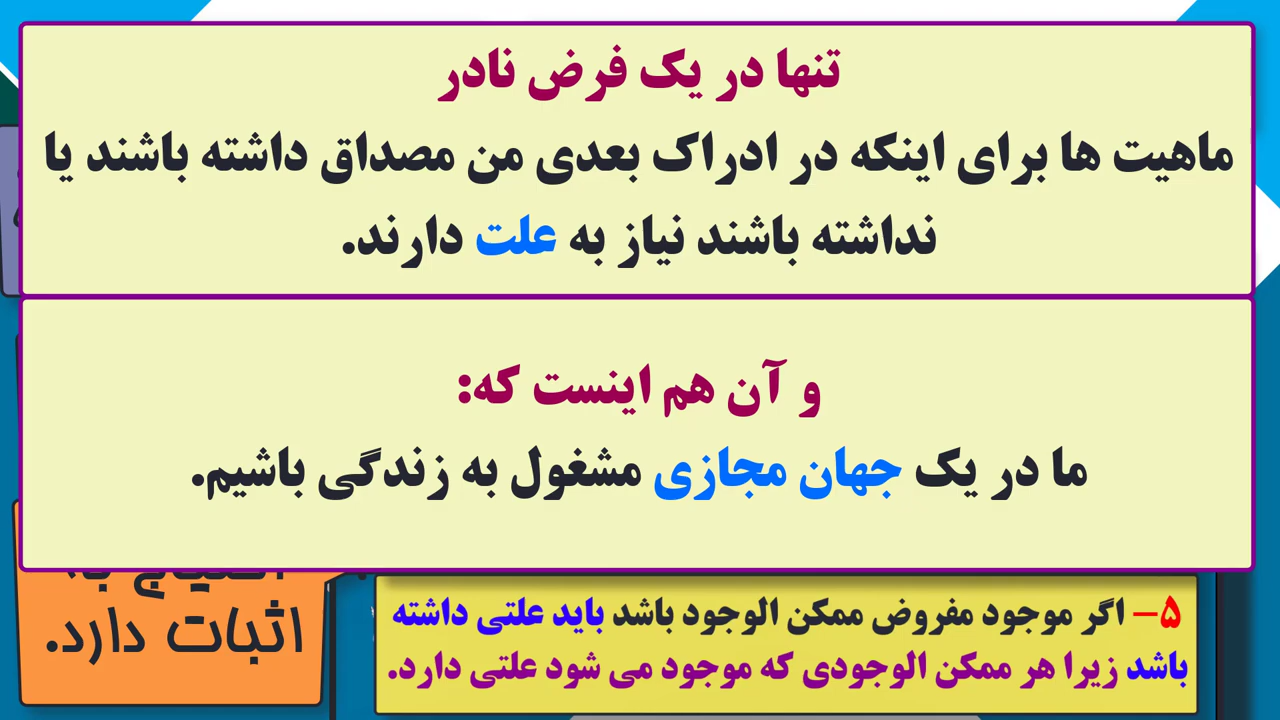 تنها در یک فرض نادر
ماهیت ها برای اینکه در ادراک بعدی من مصداق داشته باشند یا
نداشته باشند نیاز به علت دارند.
و آن هم اینست که:
ما در یک جهان مجازی مشغول به زندگی باشیم.
اثبات دارد.
۵- اگر موجود مفروض ممکن الوجود باشد باید علتی داشته
باشد زیرا هر ممکن الوجودی که موجود می شود علتی دارد.